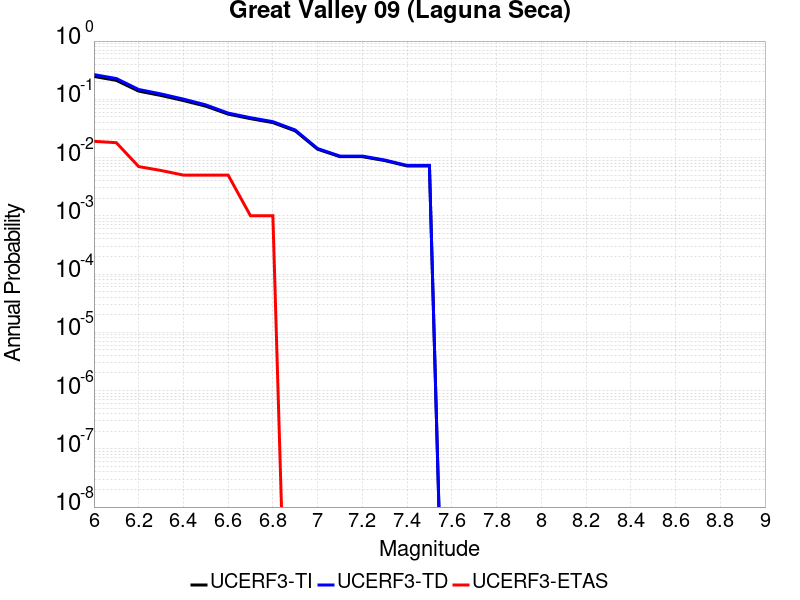 Great Valley 09 (Laguna Seca)
10^0
10^-1
10^-2
10^-3
10^-4
10^-5
10^-6
10^-7
10^-8
Annual Probability
6 6.2 6.4 6.6 6.8 7 7.2 7.4 7.6 7.8 8 8.2 8.4 8.6 8.8 9
Magnitude
UCERF3-TI UCERF3-TD UCERF3-ETAS